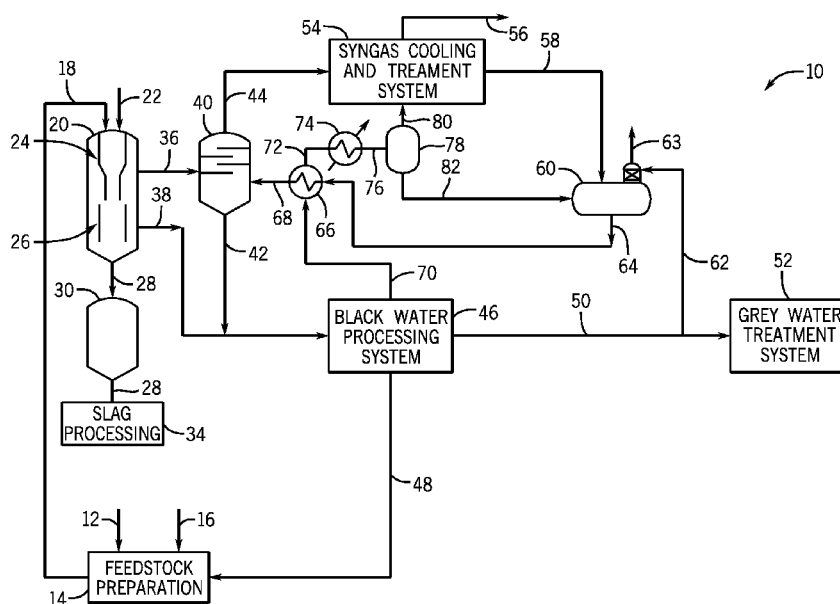 54
56
SYNGAS COOLING
AND TREAMENT
SYSTEM
58
10
18
22
20
24
26
36
38
40
44
42
72
74
76
80
78
82
68
66
60
63
64
62
28
30
28
70
BLACK WATER
PROCESSING
SYSTEM
46
50
52
GREY WATER
TREATMENT
SYSTEM
SLAG
PROCESSING
34
48
12
16
FEEDSTOCK
PREPARATION
14